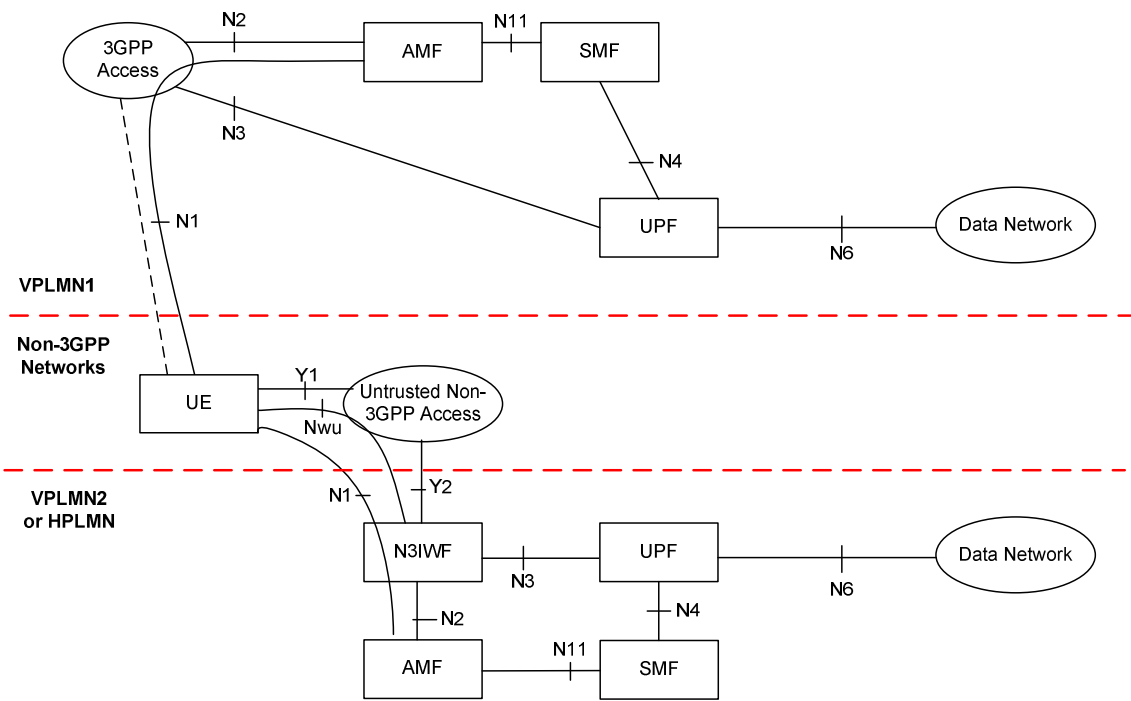 N2
N11
3GPP
Access
AMF
SMF
N3
N4
N1
UPF
Data Network
N6
VPLMN1
Non-3GPP
Networks
Y1
Untrusted Non-
3GPP Access
UE
Nwu
VPLMN2
or HPLMN
N1
Y2
N3IWF
UPF
Data Network
N3
N6
N4
N2
N11
AMF
SMF